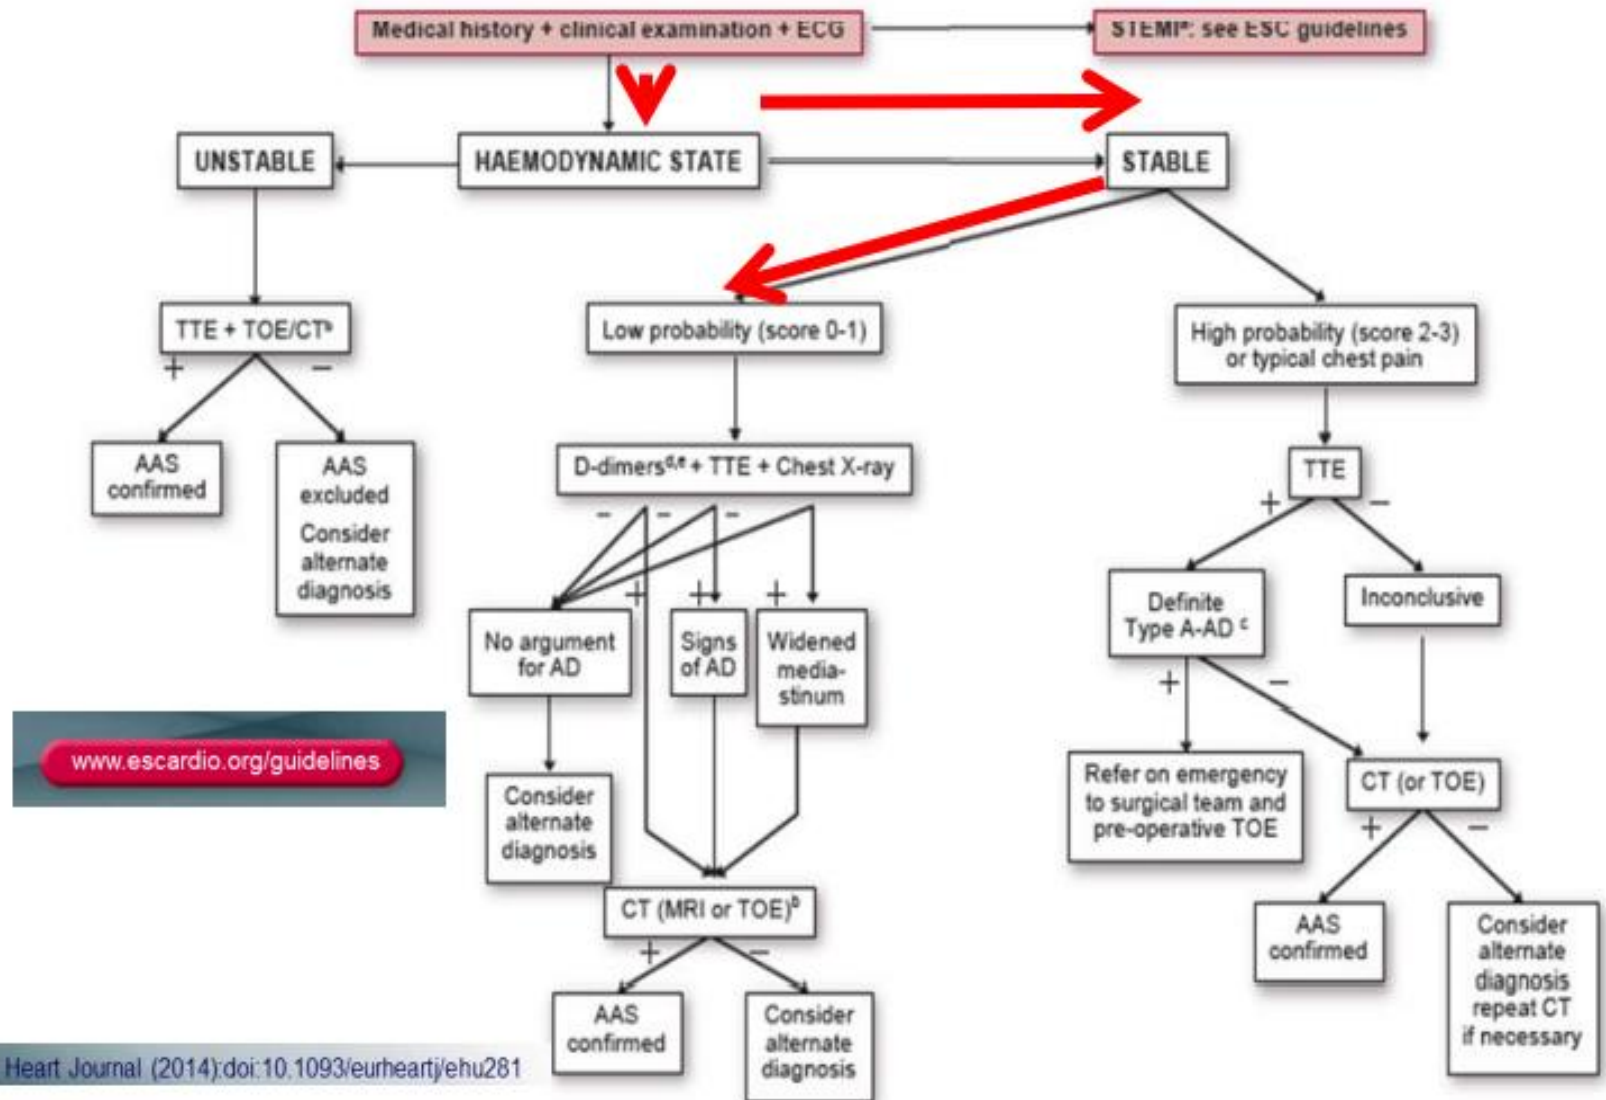 Medical history + clinical examination + ECG
STEMIª: see ESC guidelines
UNSTABLE
HAEMODYNAMIC STATE
STABLE
TTE + TOE/CTª
Low probability (score 0-1)
High probability (score 2-3)
or typical chest pain
+
–
AAS
confirmed
AAS
excluded
Consider
alternate
diagnosis
D-dimersᵈ,ᵉ + TTE + Chest X-ray
TTE
–
–
–
+
–
+
+
+
No argument
for AD
Signs
of AD
Widened
media-
stinum
Definite
Type A-AD ᶜ
Inconclusive
+
–
www.escardio.org/guidelines
Consider
alternate
diagnosis
Refer on emergency
to surgical team and
pre-operative TOE
CT (or TOE)
+
–
CT (MRI or TOE)ᵇ
+
–
AAS
confirmed
Consider
alternate
diagnosis
AAS
confirmed
Consider
alternate
diagnosis
repeat CT
if necessary
Heart Journal (2014):doi:10.1093/eurheartj/ehu281